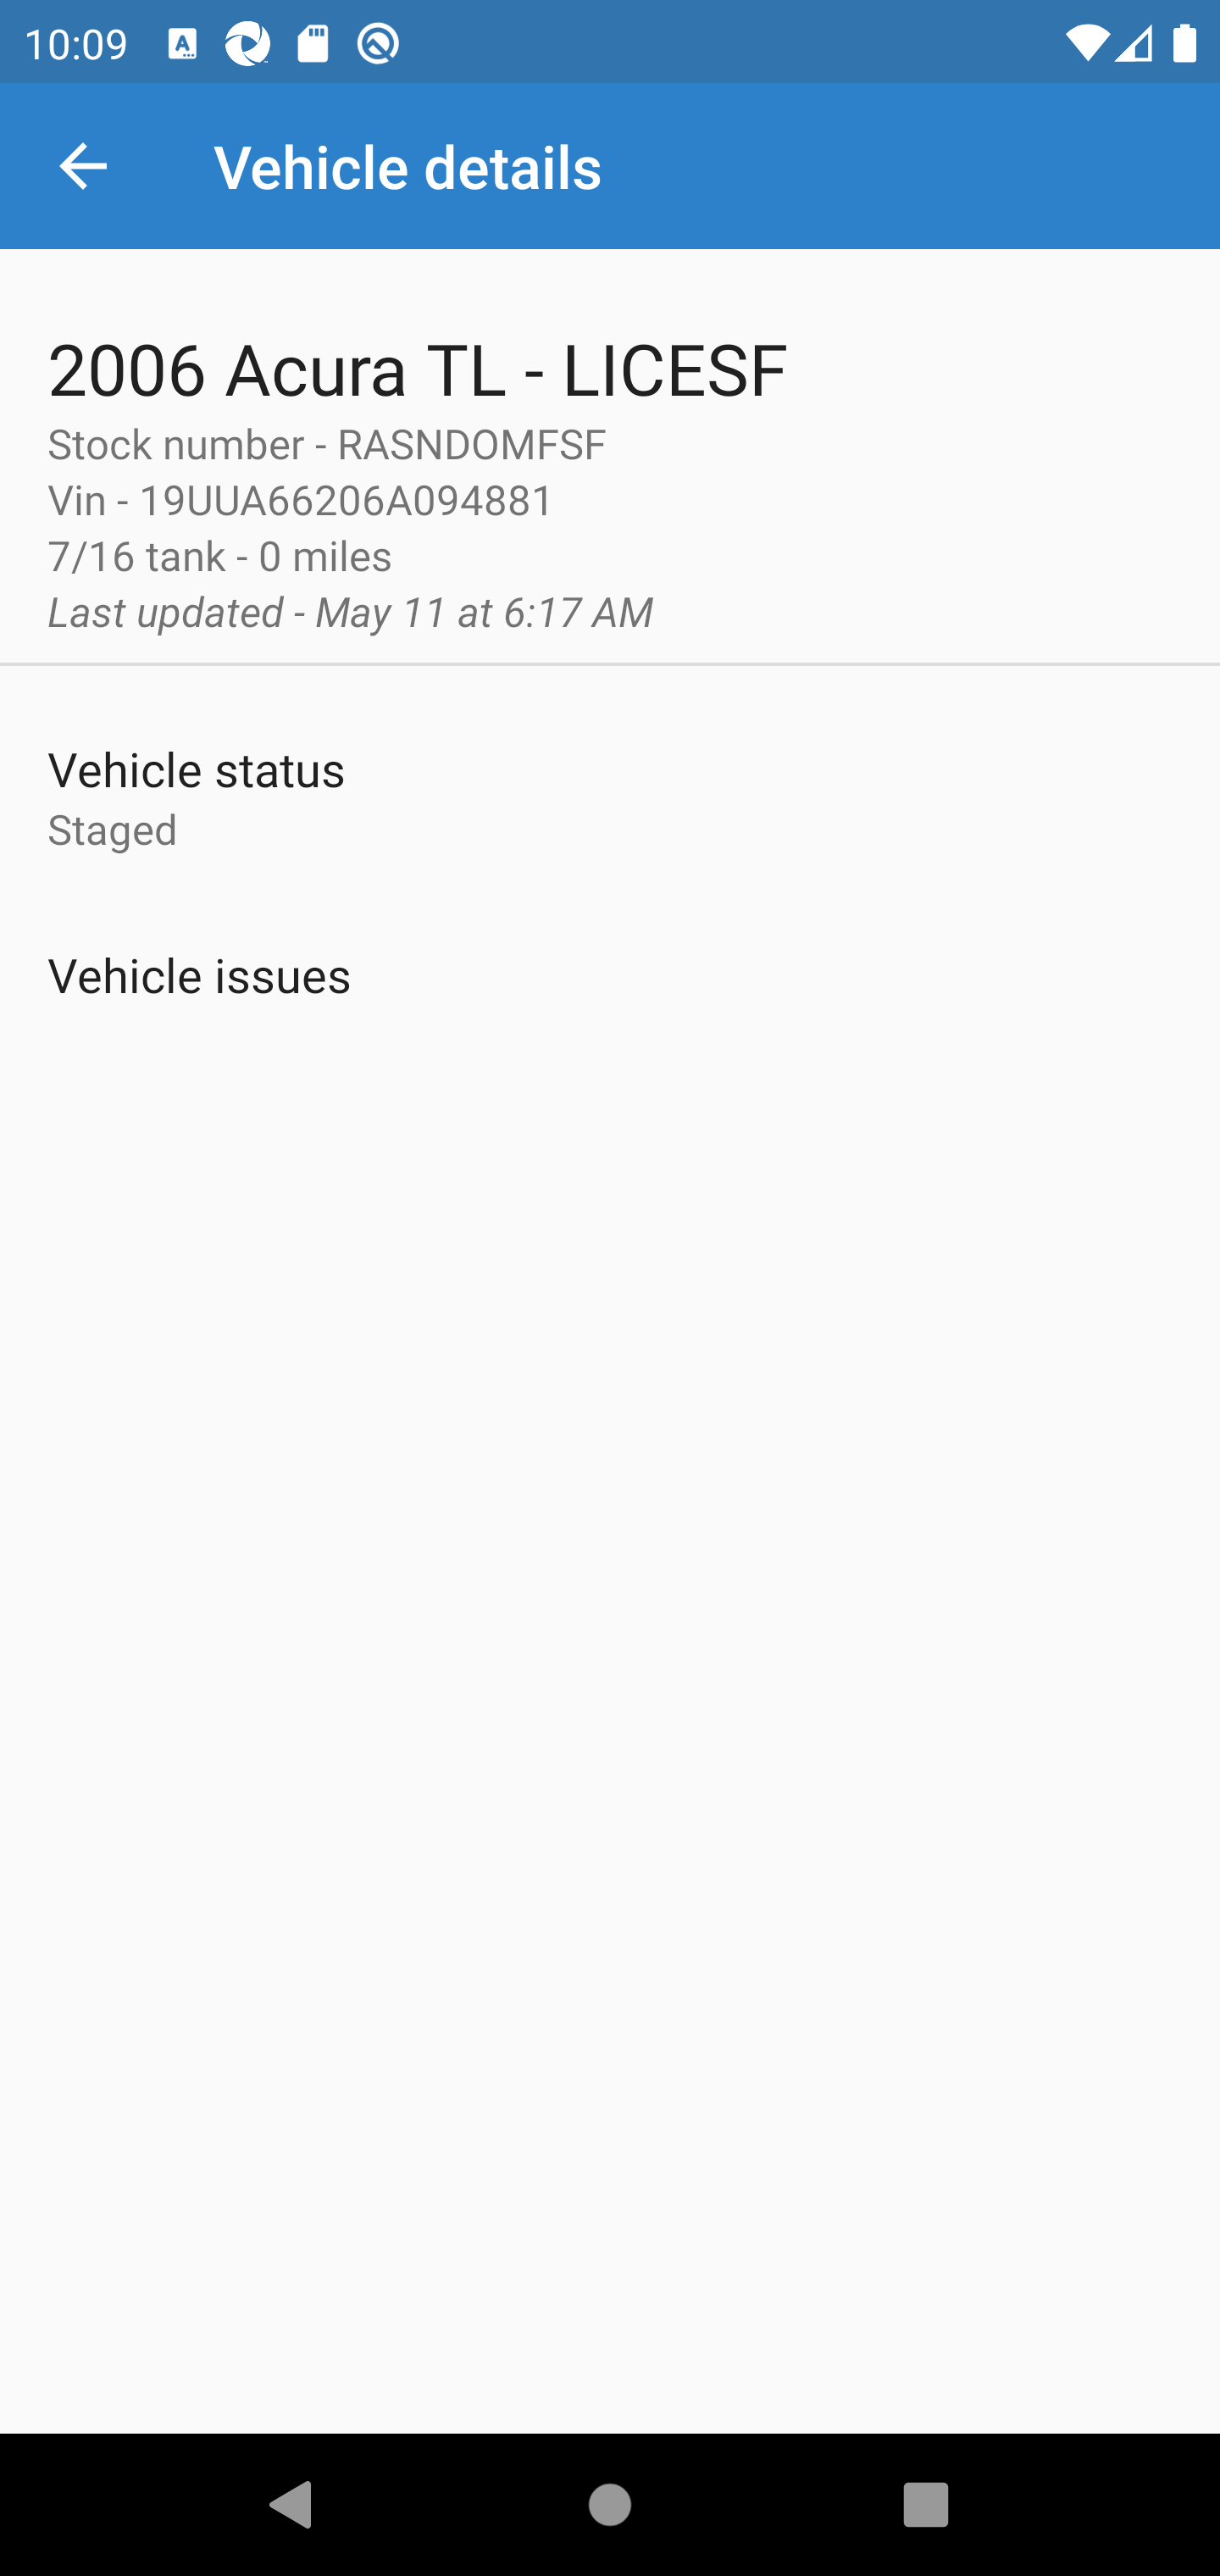 10:09
Vehicle details
2006 Acura TL - LICESF
Stock number - RASNDOMFSF
Vin - 19UUA66206A094881
7/16 tank - 0 miles
Last updated - May 11 at 6:17 AM
Vehicle status
Staged
Vehicle issues